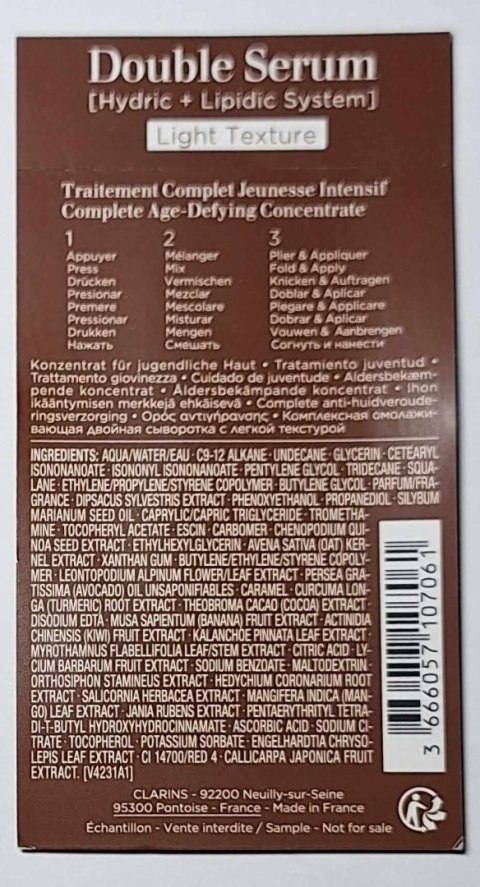 Double Serum
[Hydric + Lipidic System]
Light Texture
Traitement Complet Jeunesse Intensif
Complete Age-Defying Concentrate
1 2 3
Appuyer Mélanger Plier & Appliquer
Press Mix Fold & Apply
Drücken Vermischen Knicken & Auftragen
Presionar Mezclar Doblar & Aplicar
Premere Mescolare Piegare & Applicare
Pressionar Misturar Dobrar & Aplicar
Drukken Mengen Vouwen & Aanbrengen
Нажать Смешать Согнуть и нанести
Konzentrat für jugendliche Haut • Tratamiento juventud •
Trattamento giovinezza • Cuidado de juventude • Aldersbekæm-
pende koncentrat • Åldersbekämpande koncentrat • Ihon
ikääntymisen merkkejä ehkäisevä • Complete anti-huidveroude-
ringsverzorging • Ορός αντιγήρανσης • Комплексная омолажи-
вающая двойная сыворотка с легкой текстурой
INGREDIENTS: AQUA/WATER/EAU · C9-12 ALKANE · UNDECANE · GLYCERIN · CETEARYL
ISONONANOATE · ISONONYL ISONONANOATE · PENTYLENE GLYCOL · TRIDECANE · SQUA-
LANE · ETHYLENE/PROPYLENE/STYRENE COPOLYMER · BUTYLENE GLYCOL · PARFUM/FRA-
GRANCE · DIPSACUS SYLVESTRIS EXTRACT · PHENOXYETHANOL · PROPANEDIOL · SILYBUM
MARIANUM SEED OIL · CAPRYLIC/CAPRIC TRIGLYCERIDE · TROMETHA-
MINE · TOCOPHERYL ACETATE · ESCIN · CARBOMER · CHENOPODIUM QUI-
NOA SEED EXTRACT · ETHYLHEXYLGLYCERIN · AVENA SATIVA (OAT) KER-
NEL EXTRACT · XANTHAN GUM · BUTYLENE/ETHYLENE/STYRENE COPOLY-
MER · LEONTOPODIUM ALPINUM FLOWER/LEAF EXTRACT · PERSEA GRA-
TISSIMA (AVOCADO) OIL UNSAPONIFIABLES · CARAMEL · CURCUMA LON-
GA (TURMERIC) ROOT EXTRACT · THEOBROMA CACAO (COCOA) EXTRACT ·
DISODIUM EDTA · MUSA SAPIENTUM (BANANA) FRUIT EXTRACT · ACTINIDIA
CHINENSIS (KIWI) FRUIT EXTRACT · KALANCHOE PINNATA LEAF EXTRACT ·
MYROTHAMNUS FLABELLIFOLIA LEAF/STEM EXTRACT · CITRIC ACID · LY-
CIUM BARBARUM FRUIT EXTRACT · SODIUM BENZOATE · MALTODEXTRIN ·
ORTHOSIPHON STAMINEUS EXTRACT · HEDYCHIUM CORONARIUM ROOT
EXTRACT · SALICORNIA HERBACEA EXTRACT · MANGIFERA INDICA (MAN-
GO) LEAF EXTRACT · JANIA RUBENS EXTRACT · PENTAERYTHRITYL TETRA-
DI-T-BUTYL HYDROXYHYDROCINNAMATE · ASCORBIC ACID · SODIUM CI-
TRATE · TOCOPHEROL · POTASSIUM SORBATE · ENGELHARDTIA CHRYSO-
LEPIS LEAF EXTRACT · CI 14700/RED 4 · CALLICARPA JAPONICA FRUIT
EXTRACT. [V4231A1]
3 666057 107061
CLARINS - 92200 Neuilly-sur-Seine
95300 Pontoise - France - Made in France
Échantillon - Vente interdite / Sample - Not for sale